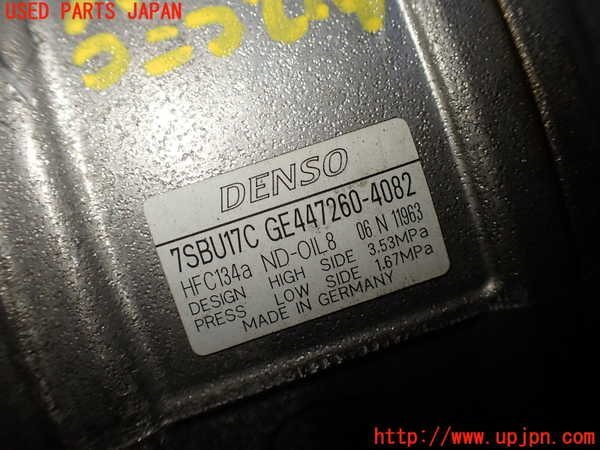 USED PARTS JAPAN
DENSO
7SBU17C GE447260-4082
HFC134a ND-OIL8 06 N 11963
DESIGN HIGH SIDE 3.53MPa
PRESS LOW SIDE 1.67MPa
MADE IN GERMANY
http://www.upjpn.com/